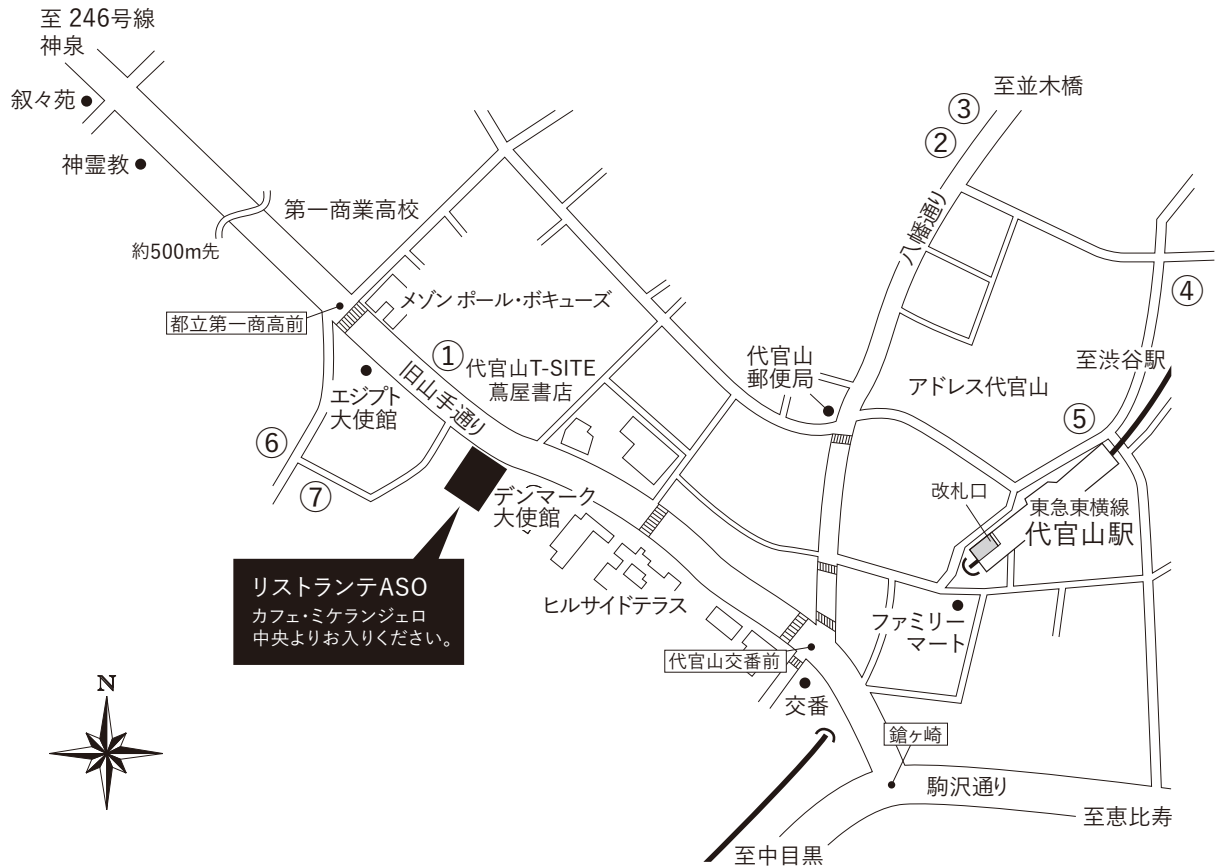 至 246号線
神泉
叙々苑
神霊教
約500m先
第一商業高校
都立第一商高前
メゾン ポール・ボキューズ
①
代官山T-SITE
蔦屋書店
旧山手通り
エジプト
大使館
⑥
⑦
デンマーク
大使館
リストランテASO
カフェ・ミケランジェロ
中央よりお入りください。
ヒルサイドテラス
至並木橋
③
②
八幡通り
④
至渋谷駅
代官山
郵便局
アドレス代官山
⑤
改札口
東急東横線
代官山駅
ファミリー
マート
代官山交番前
交番
鎗ヶ崎
駒沢通り
至恵比寿
至中目黒
N